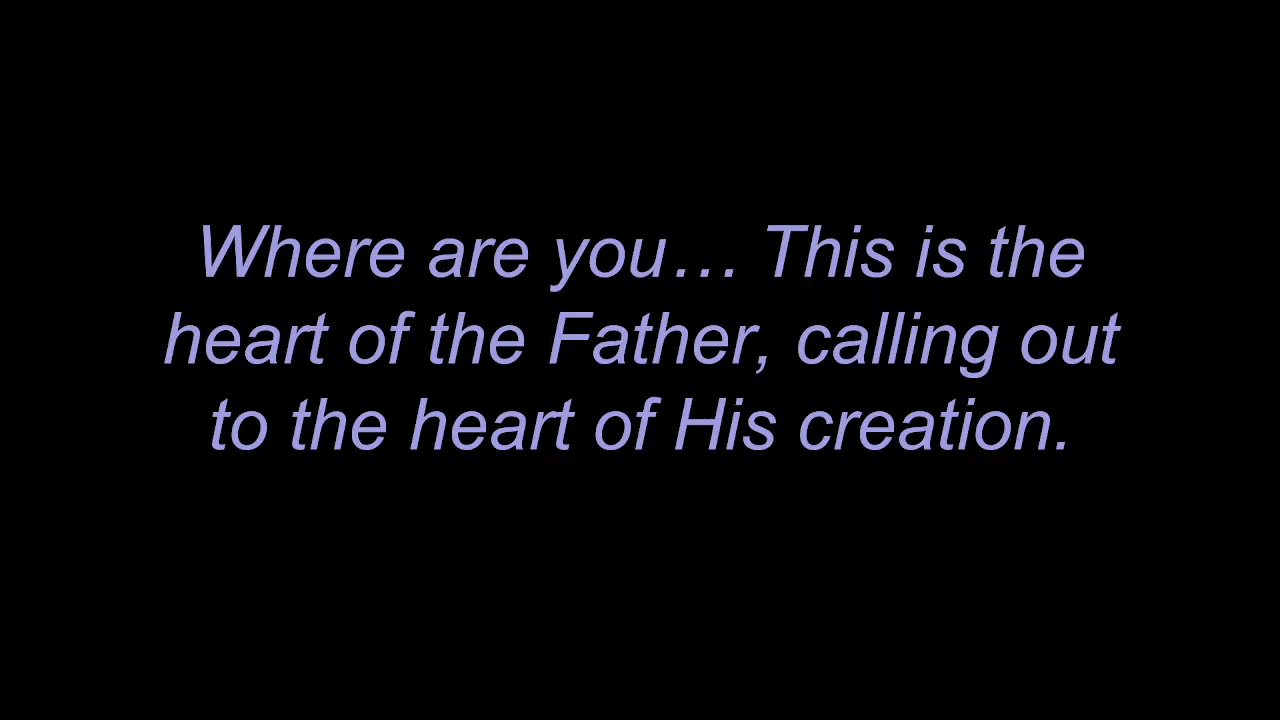 Where are you… This is the
heart of the Father, calling out
to the heart of His creation.